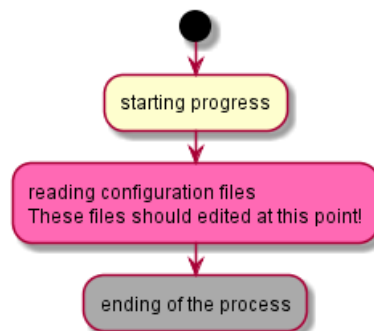 starting progress
reading configuration files
These files should edited at this point!
ending of the process